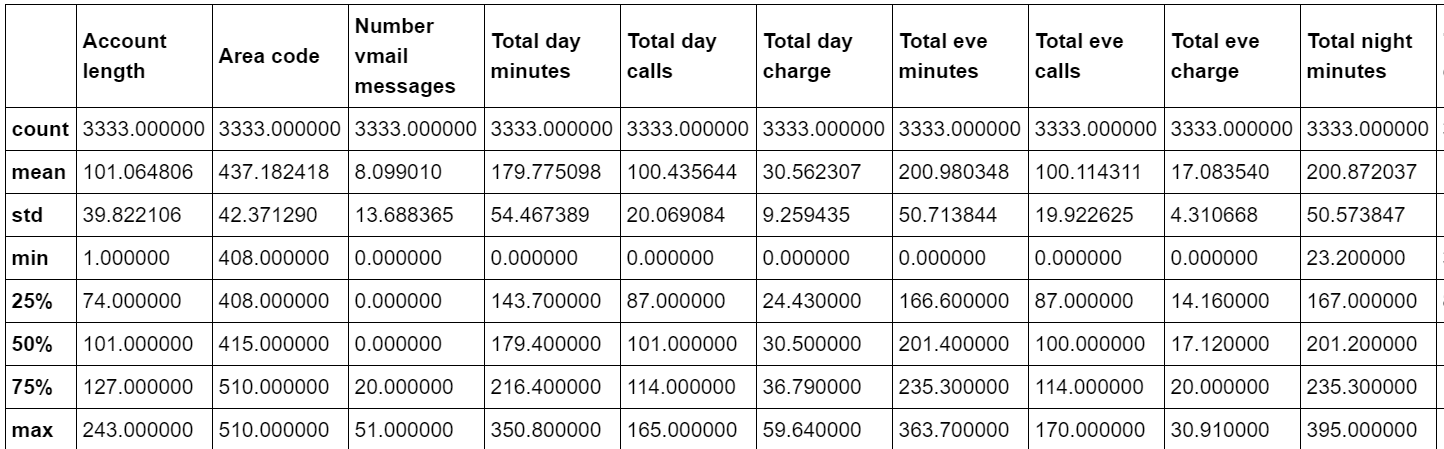 Account length Area code Number vmail messages Total day minutes Total day calls Total day charge Total eve minutes Total eve calls Total eve charge Total night minutes
count 3333.000000 3333.000000 3333.000000 3333.000000 3333.000000 3333.000000 3333.000000 3333.000000 3333.000000 3333.000000
mean 101.064806 437.182418 8.099010 179.775098 100.435644 30.562307 200.980348 100.114311 17.083540 200.872037
std 39.822106 42.371290 13.688365 54.467389 20.069084 9.259435 50.713844 19.922625 4.310668 50.573847
min 1.000000 408.000000 0.000000 0.000000 0.000000 0.000000 0.000000 0.000000 0.000000 23.200000
25% 74.000000 408.000000 0.000000 143.700000 87.000000 24.430000 166.600000 87.000000 14.160000 167.000000
50% 101.000000 415.000000 0.000000 179.400000 101.000000 30.500000 201.400000 100.000000 17.120000 201.200000
75% 127.000000 510.000000 20.000000 216.400000 114.000000 36.790000 235.300000 114.000000 20.000000 235.300000
max 243.000000 510.000000 51.000000 350.800000 165.000000 59.640000 363.700000 170.000000 30.910000 395.000000